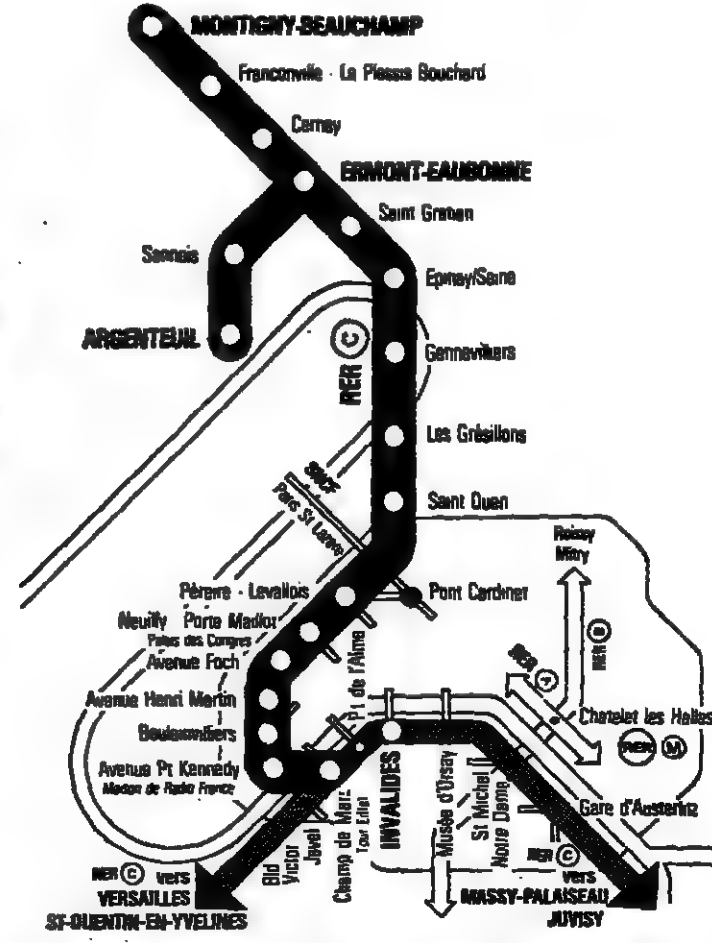 MONTIGNY-BEAUCHAMP
Franconville - La Plessis Bouchard
Cernay
ERMONT-EAUBONNE
Saint Gratien
Sannois
Epinay/Seine
ARGENTEUIL
RER C
Gennevilliers
Les Grésillons
SNCF
Paris St Lazare
Saint Ouen
Roissy
Mitry
Péreire - Levallois
Pont Cardinet
Neuilly Porte Maillot
Palais des Congres
Avenue Foch
Pt de l'Alma
RER B
RER A
Avenue Henri Martin
Boulainvilliers
Chatelet les Halles
RER M
Avenue Pt Kennedy
Maison de Radio France
Bld
Victor
Javel
Champ de Mars
Tour Eiffel
INVALIDES
Musée d'Orsay
St Michel
Notre Dame
Gare d'Austerlitz
RER C vers
VERSAILLES
ST-QUENTIN-EN-YVELINES
RER C
vers
MASSY-PALAISEAU
JUVISY